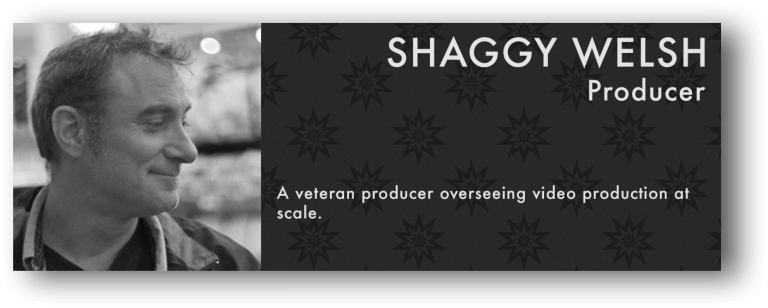 SHAGGY WELSH
Producer
A veteran producer overseeing video production at
scale.